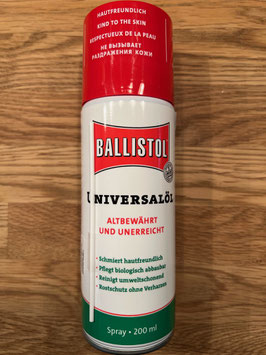 HAUTFREUNDLICH
KIND TO THE SKIN
RESPECTUEUX DE LA PEAU
НЕ ВЫЗЫВАЕТ
РАЗДРАЖЕНИЯ КОЖИ
BALLISTOL
UNIVERSALÖL
ALTBEWÄHRT
UND UNERREICHT
• Schmiert hautfreundlich
• Pflegt biologisch abbaubar
• Reinigt umweltschonend
• Rostschutz ohne Verharzen
Spray • 200 ml